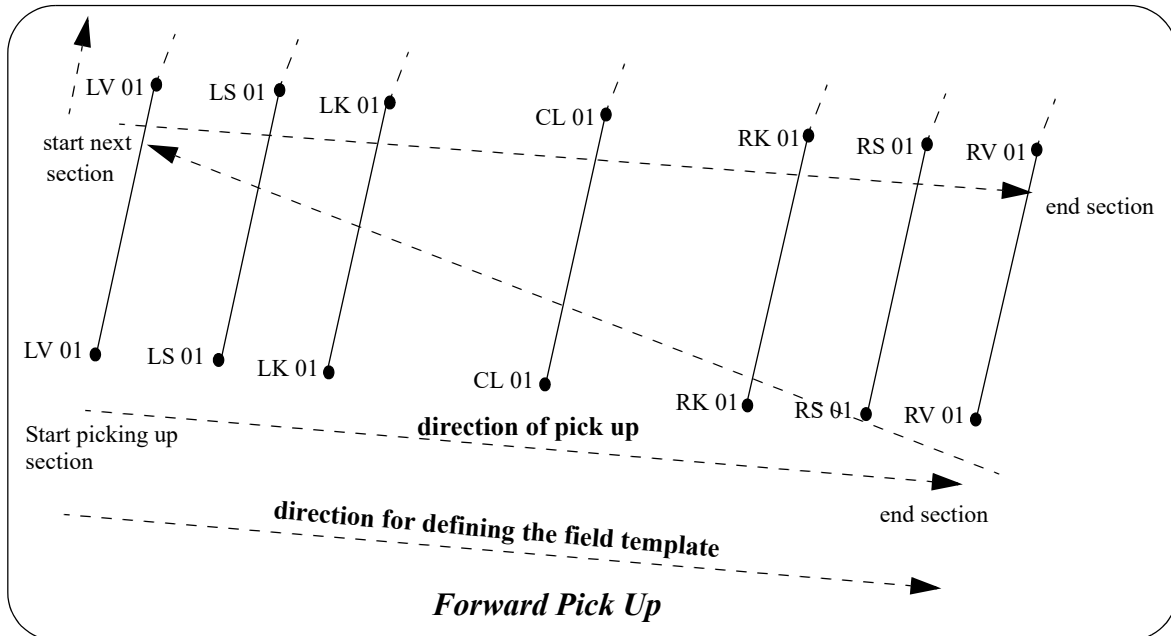 LV 01
LS 01
LK 01
CL 01
RK 01
RS 01
RV 01
start next
section
end section
LV 01
LS 01
LK 01
CL 01
RK 01
RS 01
RV 01
Start picking up
section
direction of pick up
end section
direction for defining the field template
Forward Pick Up